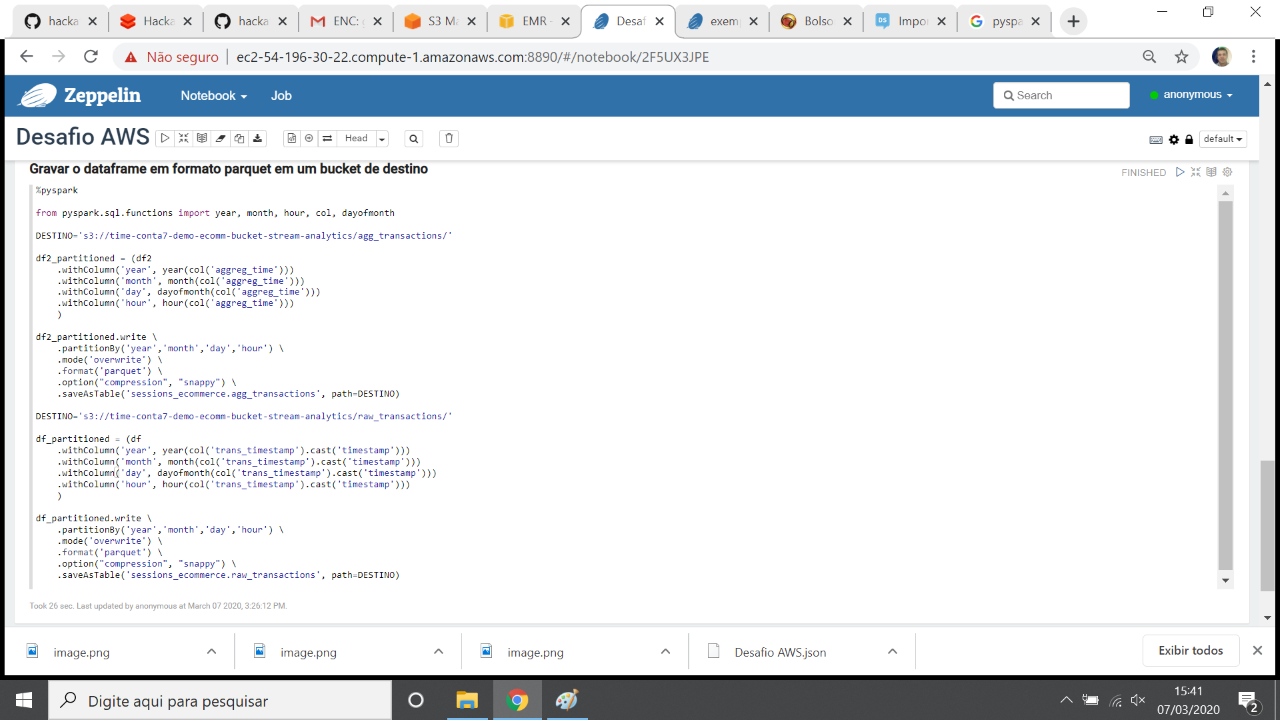 hacka
Hacka
hacka
ENC:
S3 Ma
EMR -
Desaf
exemp
Bolso
Impor
pyspa
Não seguro | ec2-54-196-30-22.compute-1.amazonaws.com:8890/#/notebook/2F5UX3JPE
Zeppelin Notebook Job Search anonymous
Desafio AWS Head default
Gravar o dataframe em formato parquet em um bucket de destino
FINISHED
%pyspark
from pyspark.sql.functions import year, month, hour, col, dayofmonth
DESTINO='s3://time-conta7-demo-ecomm-bucket-stream-analytics/agg_transactions/'
df2_partitioned = (df2
.withColumn('year', year(col('aggreg_time')))
.withColumn('month', month(col('aggreg_time')))
.withColumn('day', dayofmonth(col('aggreg_time')))
.withColumn('hour', hour(col('aggreg_time')))
)
df2_partitioned.write \
.partitionBy('year','month','day','hour') \
.mode('overwrite') \
.format('parquet') \
.option("compression", "snappy") \
.saveAsTable('sessions_ecommerce.agg_transactions', path=DESTINO)
DESTINO='s3://time-conta7-demo-ecomm-bucket-stream-analytics/raw_transactions/'
df_partitioned = (df
.withColumn('year', year(col('trans_timestamp').cast('timestamp')))
.withColumn('month', month(col('trans_timestamp').cast('timestamp')))
.withColumn('day', dayofmonth(col('trans_timestamp').cast('timestamp')))
.withColumn('hour', hour(col('trans_timestamp').cast('timestamp')))
)
df_partitioned.write \
.partitionBy('year','month','day','hour') \
.mode('overwrite') \
.format('parquet') \
.option("compression", "snappy") \
.saveAsTable('sessions_ecommerce.raw_transactions', path=DESTINO)
Took 26 sec. Last updated by anonymous at March 07 2020, 3:26:12 PM.
image.png
image.png
image.png
Desafio AWS.json
Exibir todos
Digite aqui para pesquisar
15:41
07/03/2020
2